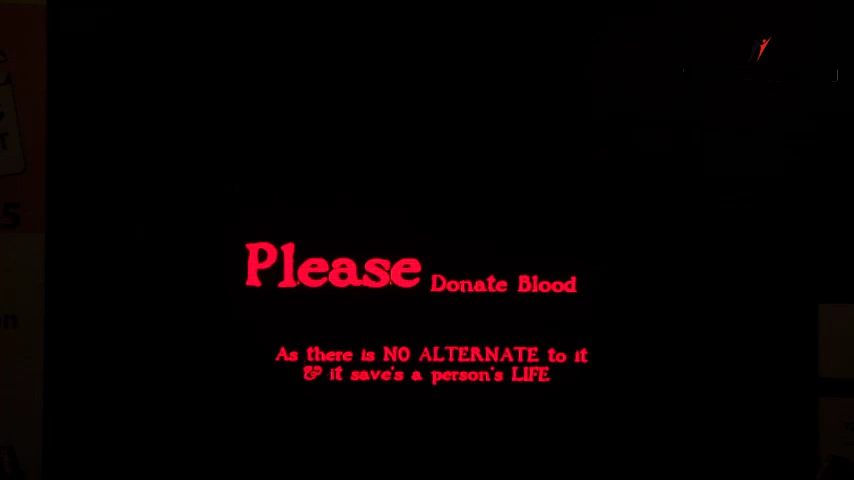 Please Donate Blood
As there is NO ALTERNATE to it
& it save's a person's LIFE